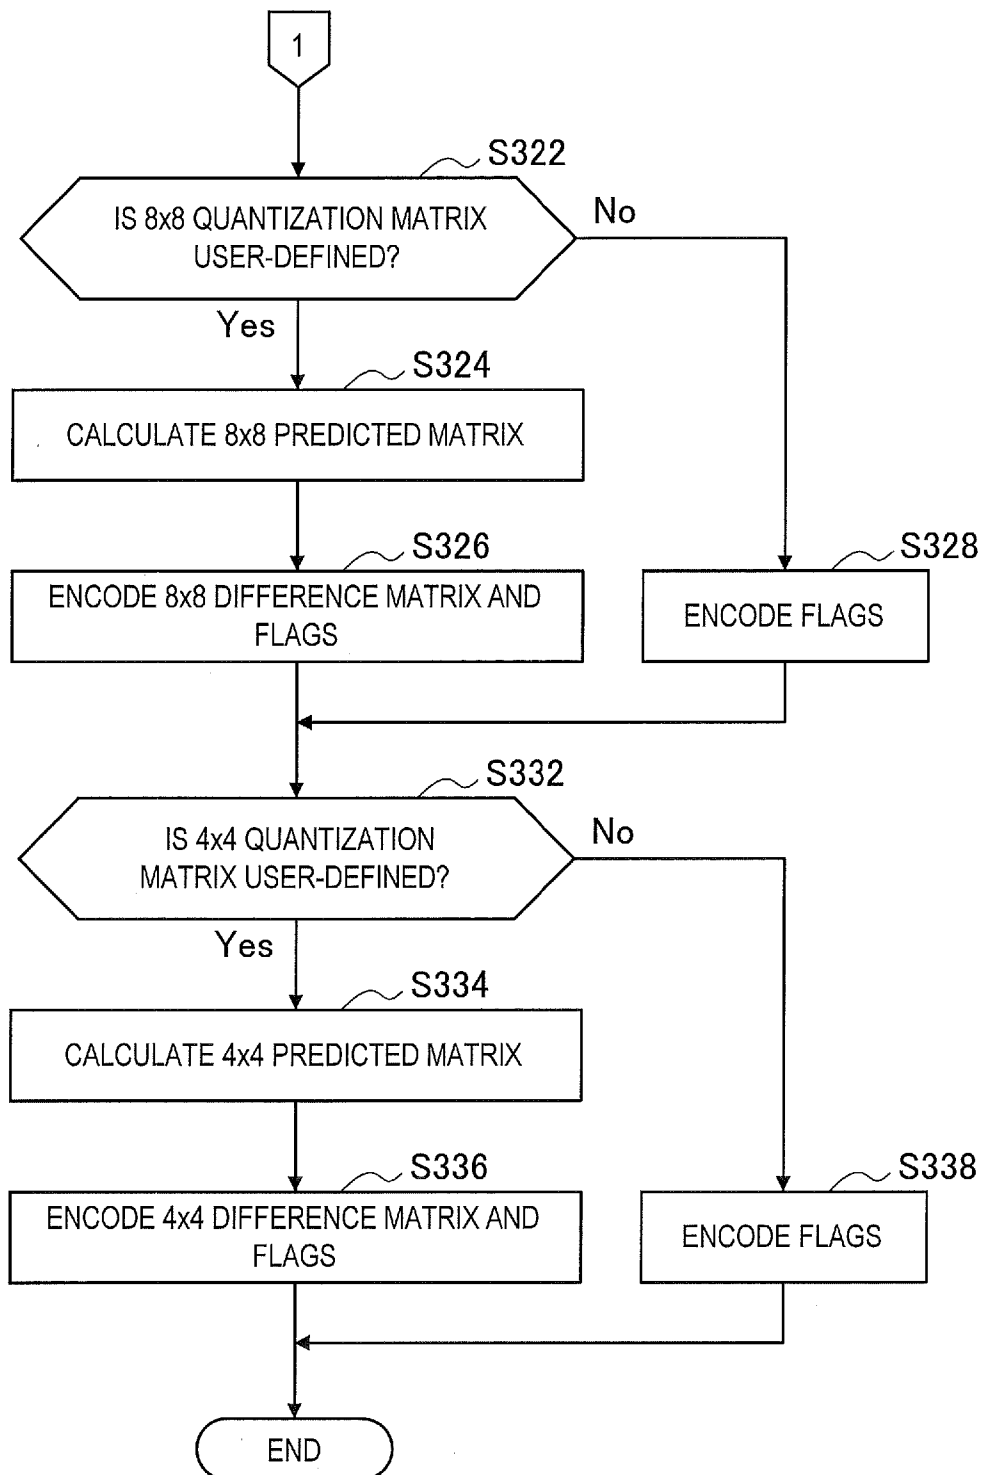 1
S322
IS 8x8 QUANTIZATION MATRIX
USER-DEFINED?
No
Yes
S324
CALCULATE 8x8 PREDICTED MATRIX
S326
ENCODE 8x8 DIFFERENCE MATRIX AND
FLAGS
S328
ENCODE FLAGS
S332
IS 4x4 QUANTIZATION
MATRIX USER-DEFINED?
No
Yes
S334
CALCULATE 4x4 PREDICTED MATRIX
S336
ENCODE 4x4 DIFFERENCE MATRIX AND
FLAGS
S338
ENCODE FLAGS
END